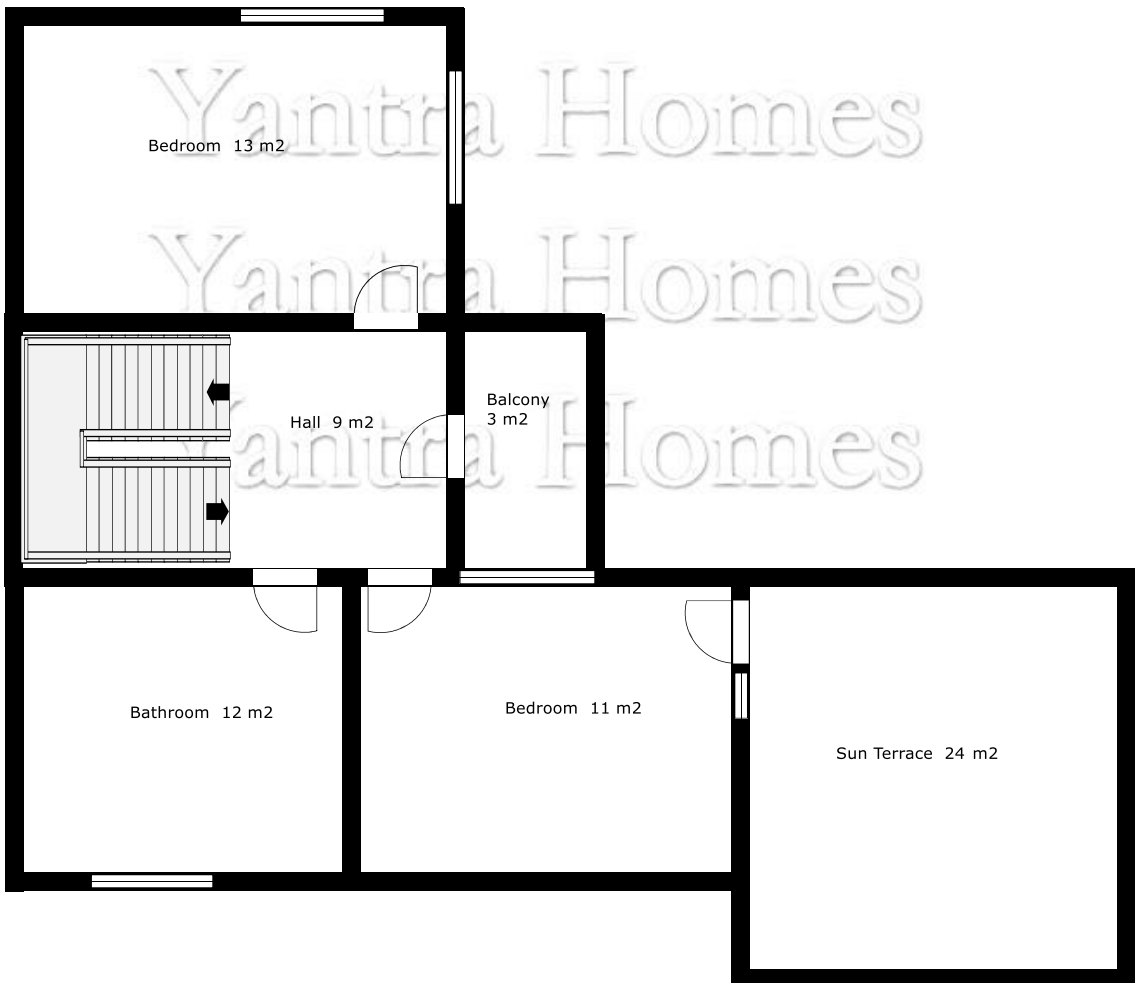 Yantra Homes
Bedroom 13 m2
Yantra Homes
Balcony
3 m2
Hall 9 m2
Yantra Homes
Bedroom 11 m2
Bathroom 12 m2
Sun Terrace 24 m2